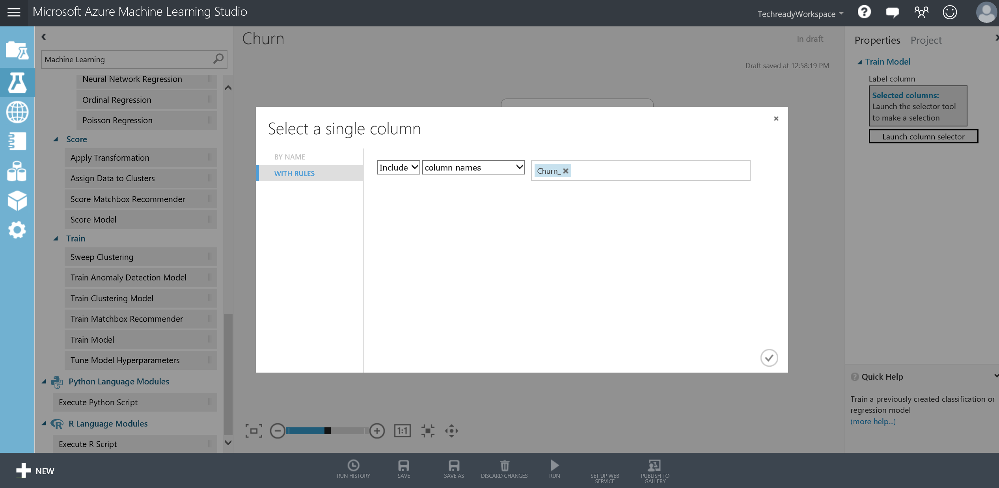 Microsoft Azure Machine Learning Studio
TechreadyWorkspace
Machine Learning
Neural Network Regression
Ordinal Regression
Poisson Regression
Score
Apply Transformation
Assign Data to Clusters
Score Matchbox Recommender
Score Model
Train
Sweep Clustering
Train Anomaly Detection Model
Train Clustering Model
Train Matchbox Recommender
Train Model
Tune Model Hyperparameters
Python Language Modules
Execute Python Script
R Language Modules
Execute R Script
Churn
In draft
Draft saved at 12:58:19 PM
Select a single column
BY NAME
WITH RULES
Include
column names
Churn_
1:1
Properties
Project
Train Model
Label column
Selected columns:
Launch the selector tool
to make a selection
Launch column selector
Quick Help
Train a previously created classification or
regression model
(more help...)
NEW
RUN HISTORY
SAVE
SAVE AS
DISCARD CHANGES
RUN
SET UP WEB
SERVICE
PUBLISH TO
GALLERY